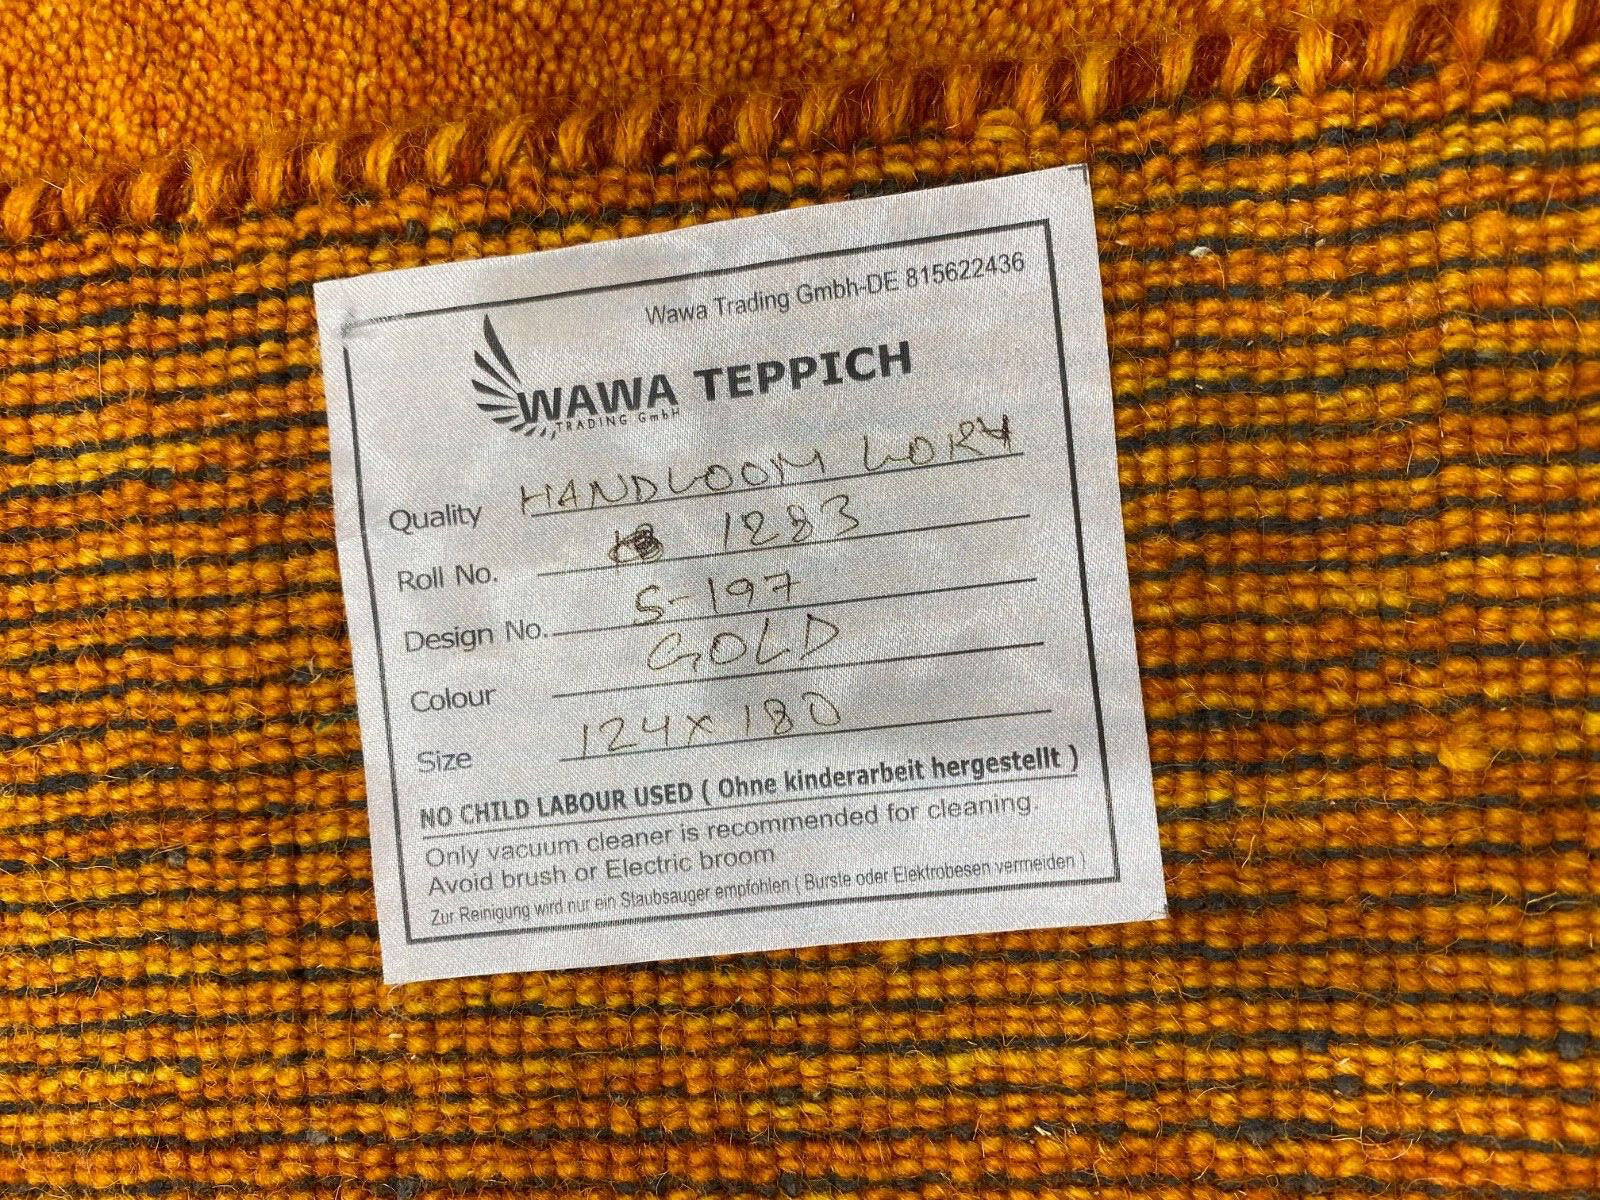 Wawa Trading Gmbh-DE 815622436
WAWA TEPPICH
TRADING GmbH
Quality HANDLOOM LORY
Roll No. 1283
Design No. S-197
Colour GOLD
Size 124x180
NO CHILD LABOUR USED ( Ohne kinderarbeit hergestellt )
Only vacuum cleaner is recommended for cleaning.
Avoid brush or Electric broom
Zur Reinigung wird nur ein Staubsauger empfohlen ( Burste oder Elektrobesen vermeiden )